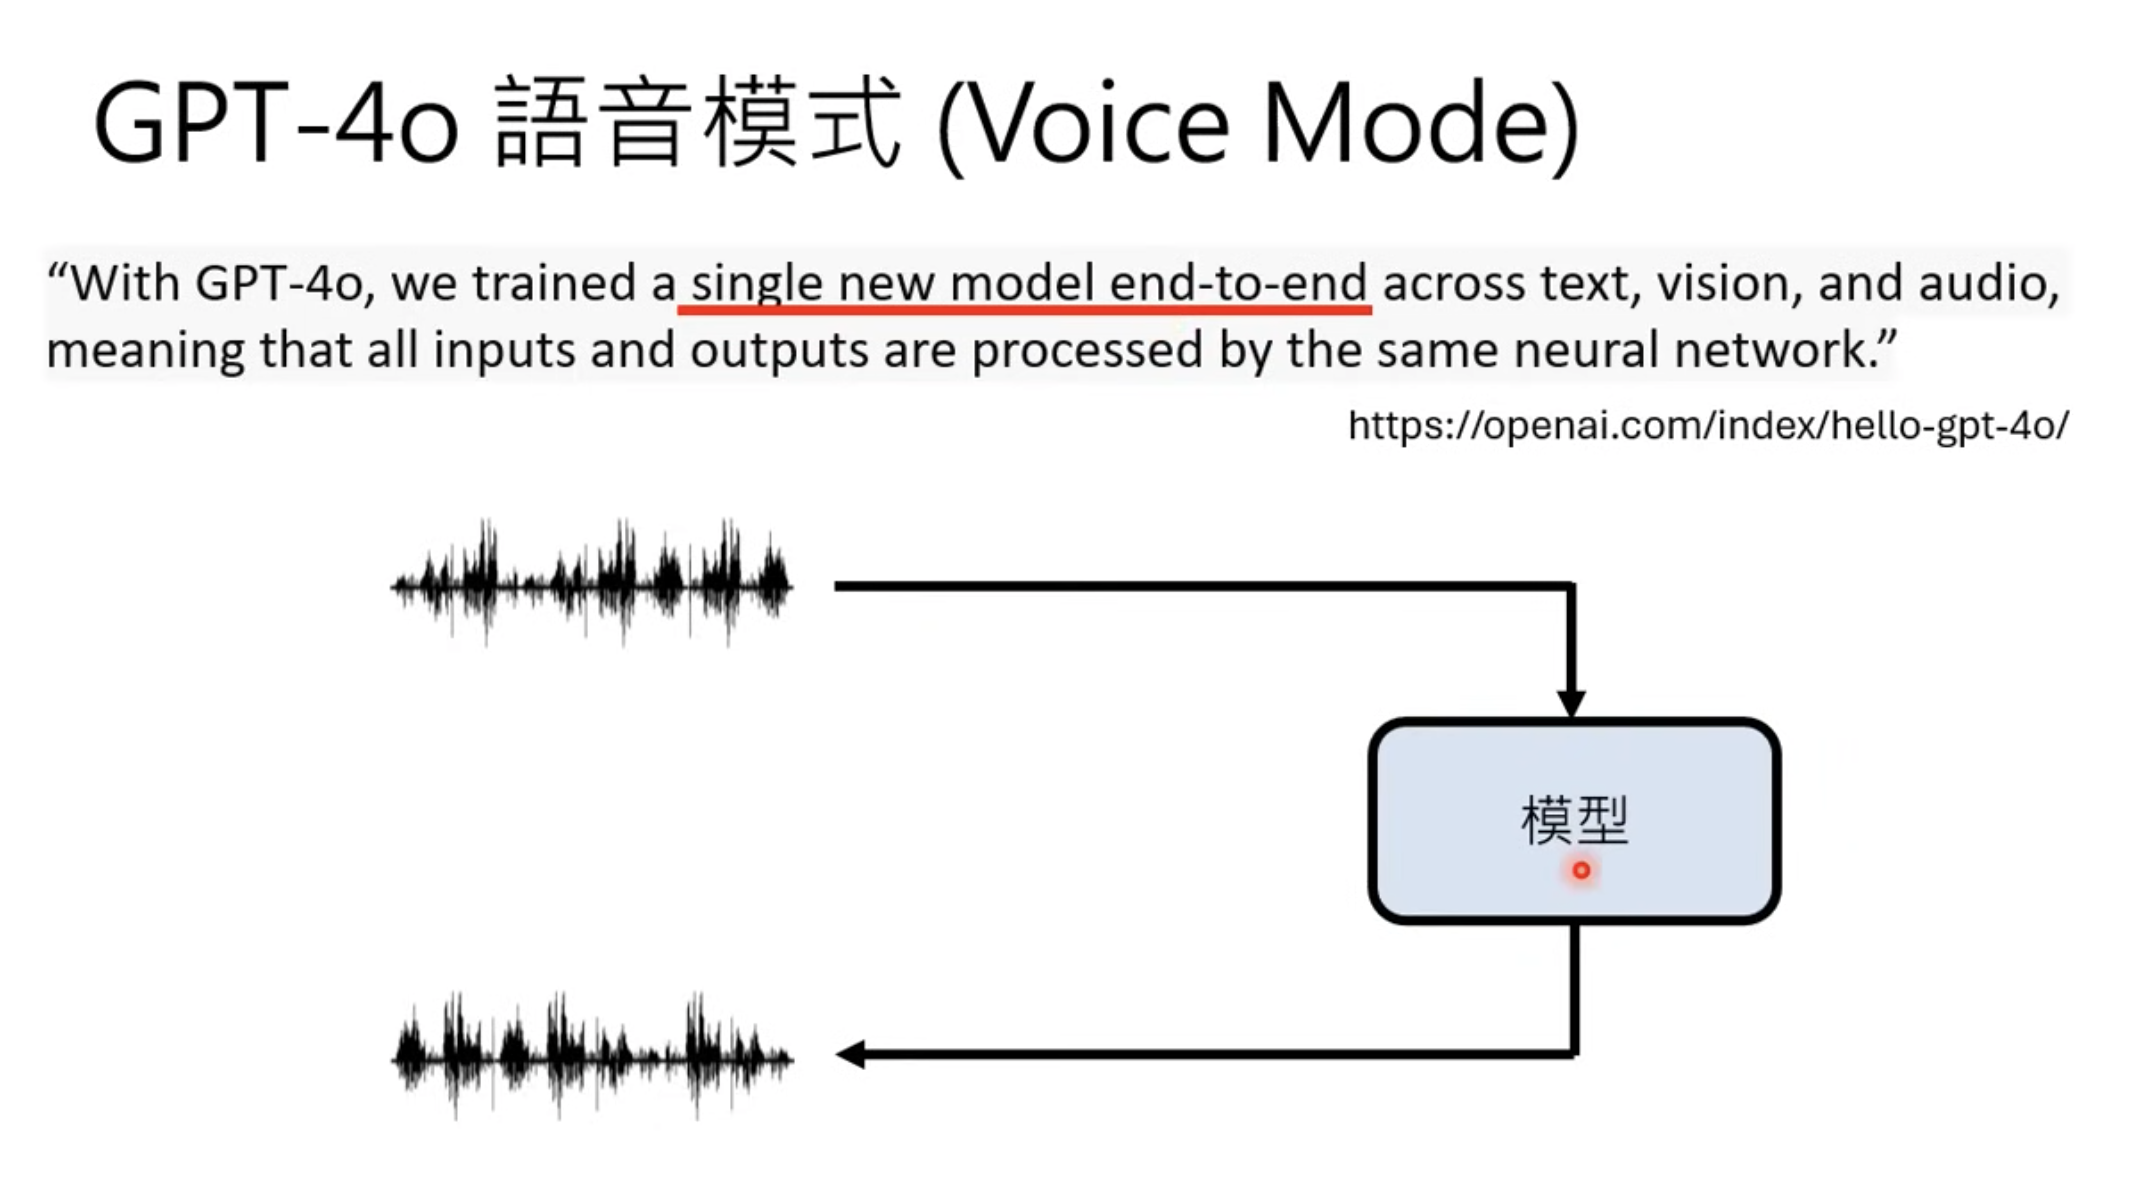 GPT-4o 語音模式 (Voice Mode)
“With GPT-4o, we trained a single new model end-to-end across text, vision, and audio,
meaning that all inputs and outputs are processed by the same neural network.”
https://openai.com/index/hello-gpt-4o/
模型